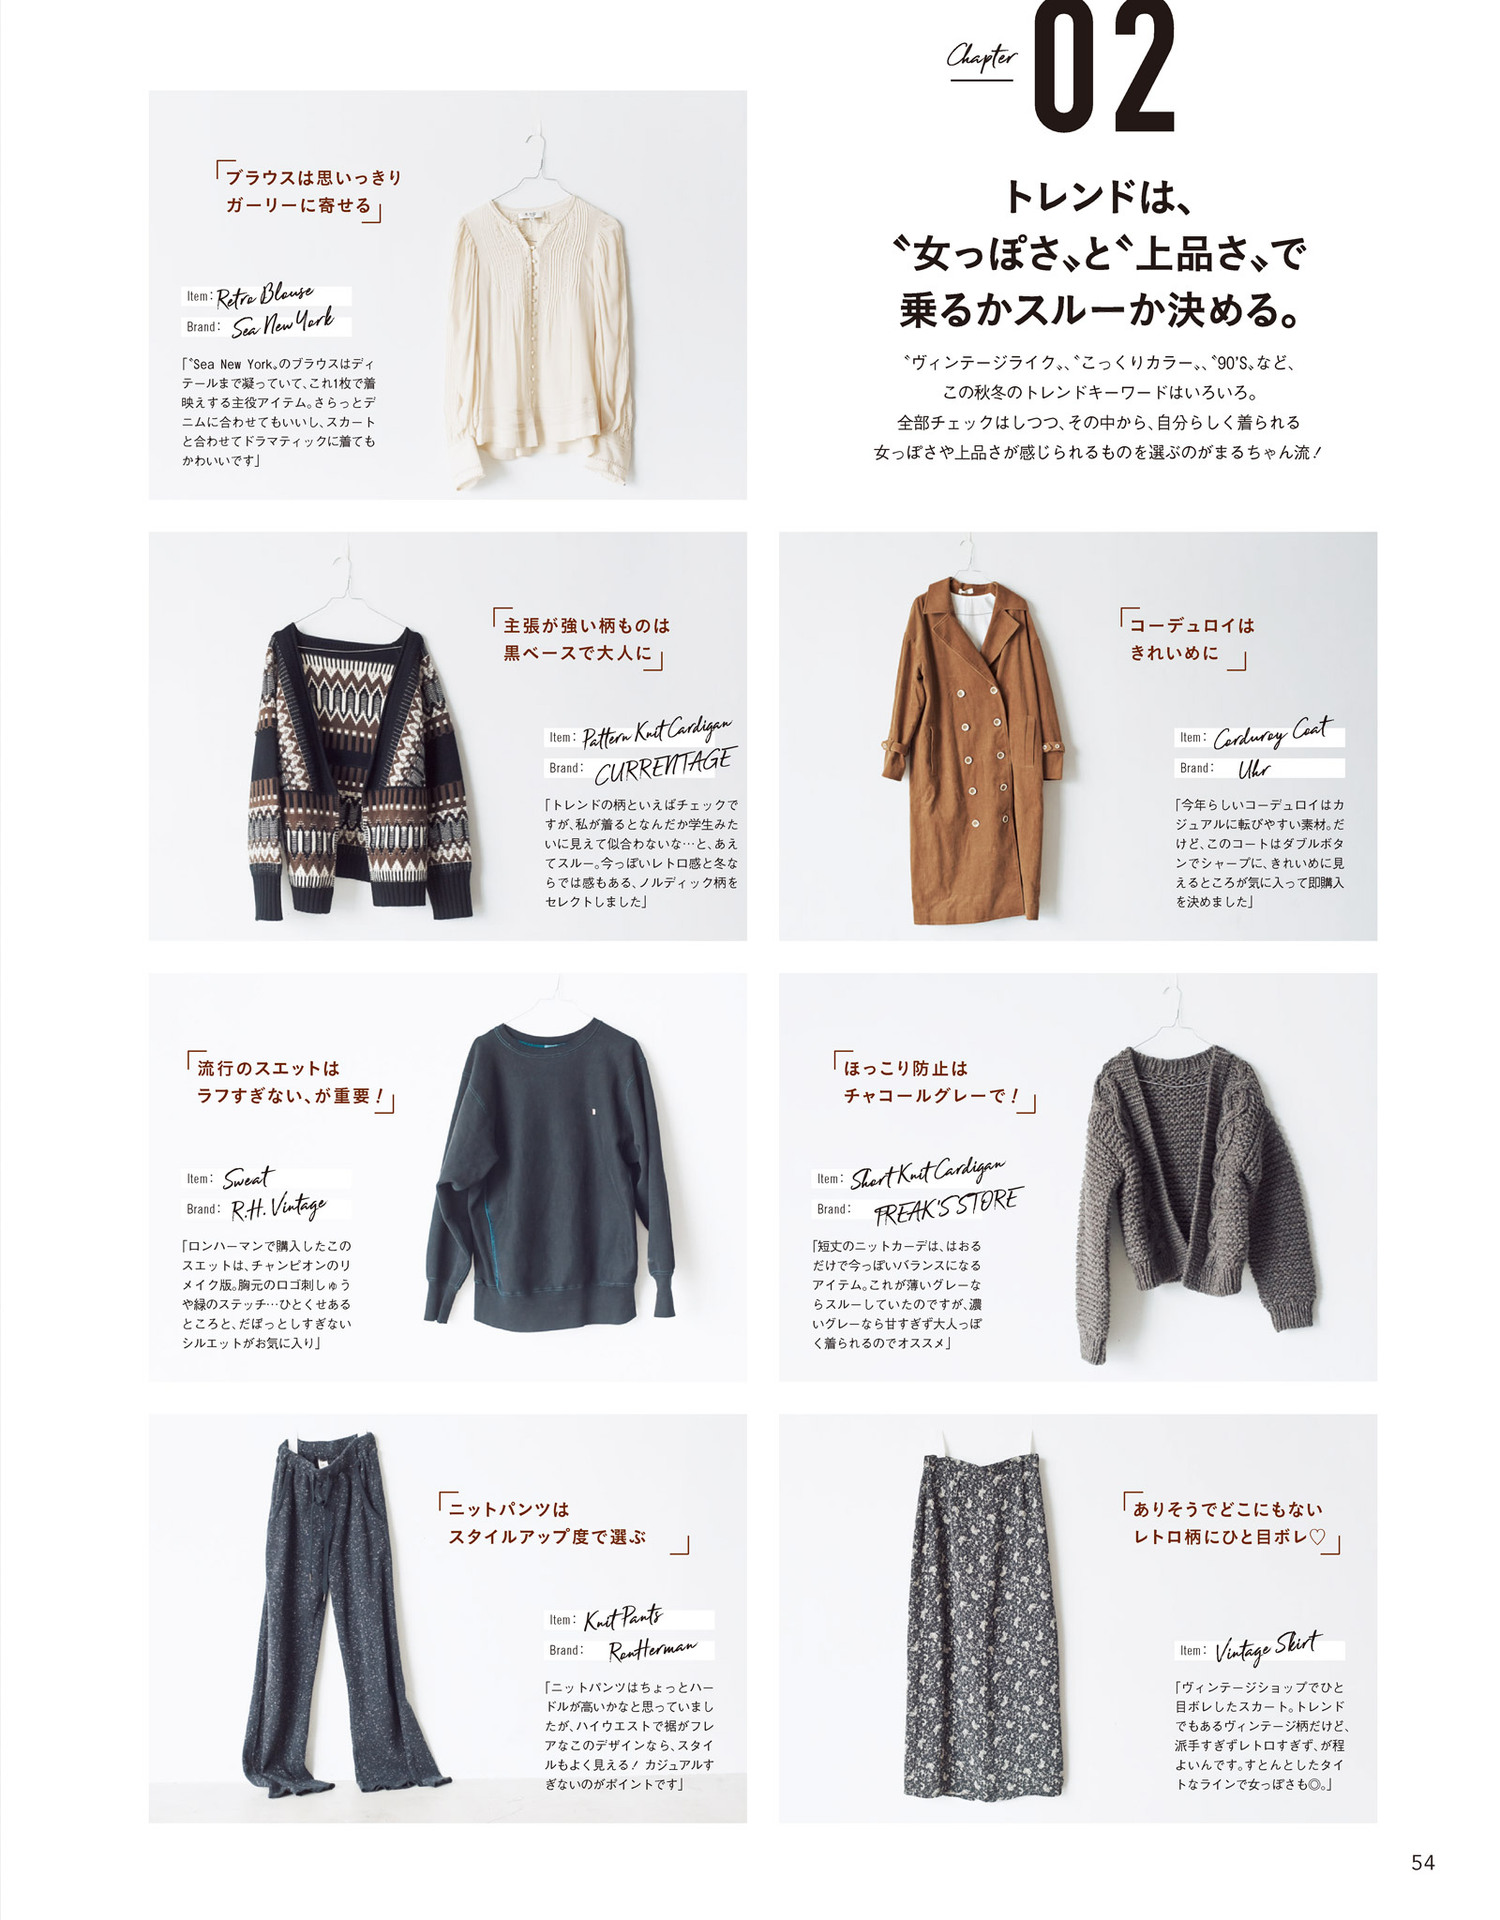 Chapter 02
トレンドは、
〝女っぽさ〟と〝上品さ〟で
乗るかスルーか決める。
〝ヴィンテージライク〟、〝こっくりカラー〟、〝90'S〟など、
この秋冬のトレンドキーワードはいろいろ。
全部チェックはしつつ、その中から、自分らしく着られる
女っぽさや上品さが感じられるものを選ぶのがまるちゃん流！
「ブラウスは思いっきり
ガーリーに寄せる」
Item: Retro Blouse
Brand: Sea New York
「〝Sea New York〟のブラウスはディ
テールまで凝っていて、これ1枚で着
映えする主役アイテム。さらっとデ
ニムに合わせてもいいし、スカート
と合わせてドラマティックに着ても
かわいいです」
「主張が強い柄ものは
黒ベースで大人に」
Item: Pattern Knit Cardigan
Brand: CURRENTAGE
「トレンドの柄といえばチェックで
すが、私が着るとなんだか学生みた
いに見えて似合わないな…と、あえ
てスルー。今っぽいレトロ感と冬な
らでは感もある、ノルディック柄を
セレクトしました」
「コーデュロイは
きれいめに」
Item: Corduroy Coat
Brand: Uhr
「今年らしいコーデュロイはカ
ジュアルに転びやすい素材。だ
けど、このコートはダブルボタ
ンでシャープに、きれいめに見
えるところが気に入って即購入
を決めました」
「流行のスエットは
ラフすぎない、が重要！」
Item: Sweat
Brand: R.H. Vintage
「ロンハーマンで購入したこの
スエットは、チャンピオンのリ
メイク版。胸元のロゴ刺しゅう
や緑のステッチ…ひとくせある
ところと、だぼっとしすぎない
シルエットがお気に入り」
「ほっこり防止は
チャコールグレーで！」
Item: Short Knit Cardigan
Brand: FREAK'S STORE
「短丈のニットカーデは、はおる
だけで今っぽいバランスになる
アイテム。これが薄いグレーな
らスルーしていたのですが、濃
いグレーなら甘すぎず大人っぽ
く着られるのでオススメ」
「ニットパンツは
スタイルアップ度で選ぶ」
Item: Knit Pants
Brand: RonHerman
「ニットパンツはちょっとハー
ドルが高いかなと思っていまし
たが、ハイウエストで裾がフレ
アなこのデザインなら、スタイ
ルもよく見える！ カジュアルす
ぎないのがポイントです」
「ありそうでどこにもない
レトロ柄にひと目ボレ♡」
Item: Vintage Skirt
「ヴィンテージショップでひと
目ボレしたスカート。トレンド
でもあるヴィンテージ柄だけど、
派手すぎずレトロすぎず、が程
よいんです。すとんとしたタイ
トなラインで女っぽさも◎。」
54